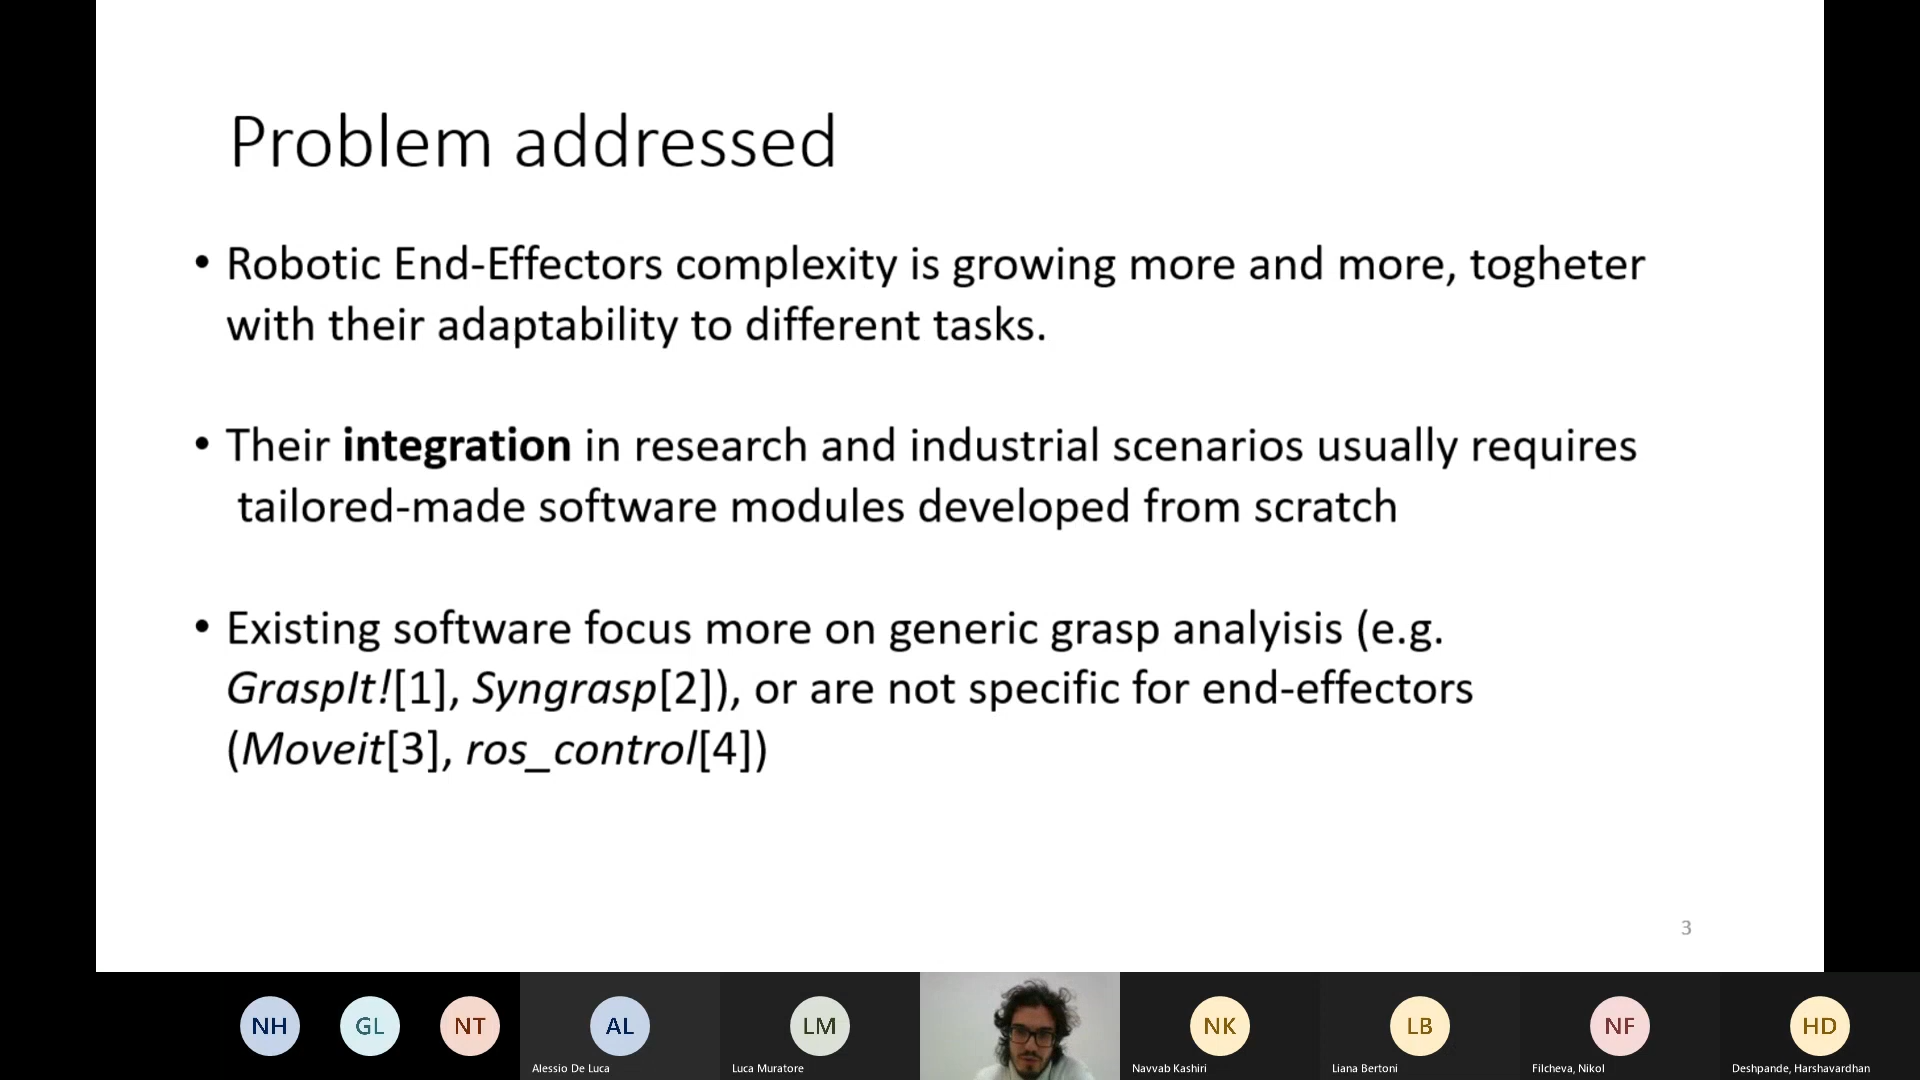 Problem addressed
• Robotic End-Effectors complexity is growing more and more, togheter
with their adaptability to different tasks.
• Their integration in research and industrial scenarios usually requires
tailored-made software modules developed from scratch
• Existing software focus more on generic grasp analyisis (e.g.
GraspIt![1], Syngrasp[2]), or are not specific for end-effectors
(Moveit[3], ros_control[4])
3
NH GL NT AL LM NK LB NF HD
Alessio De Luca Luca Muratore Navvab Kashiri Liana Bertoni Filcheva, Nikol Deshpande, Harshavardhan